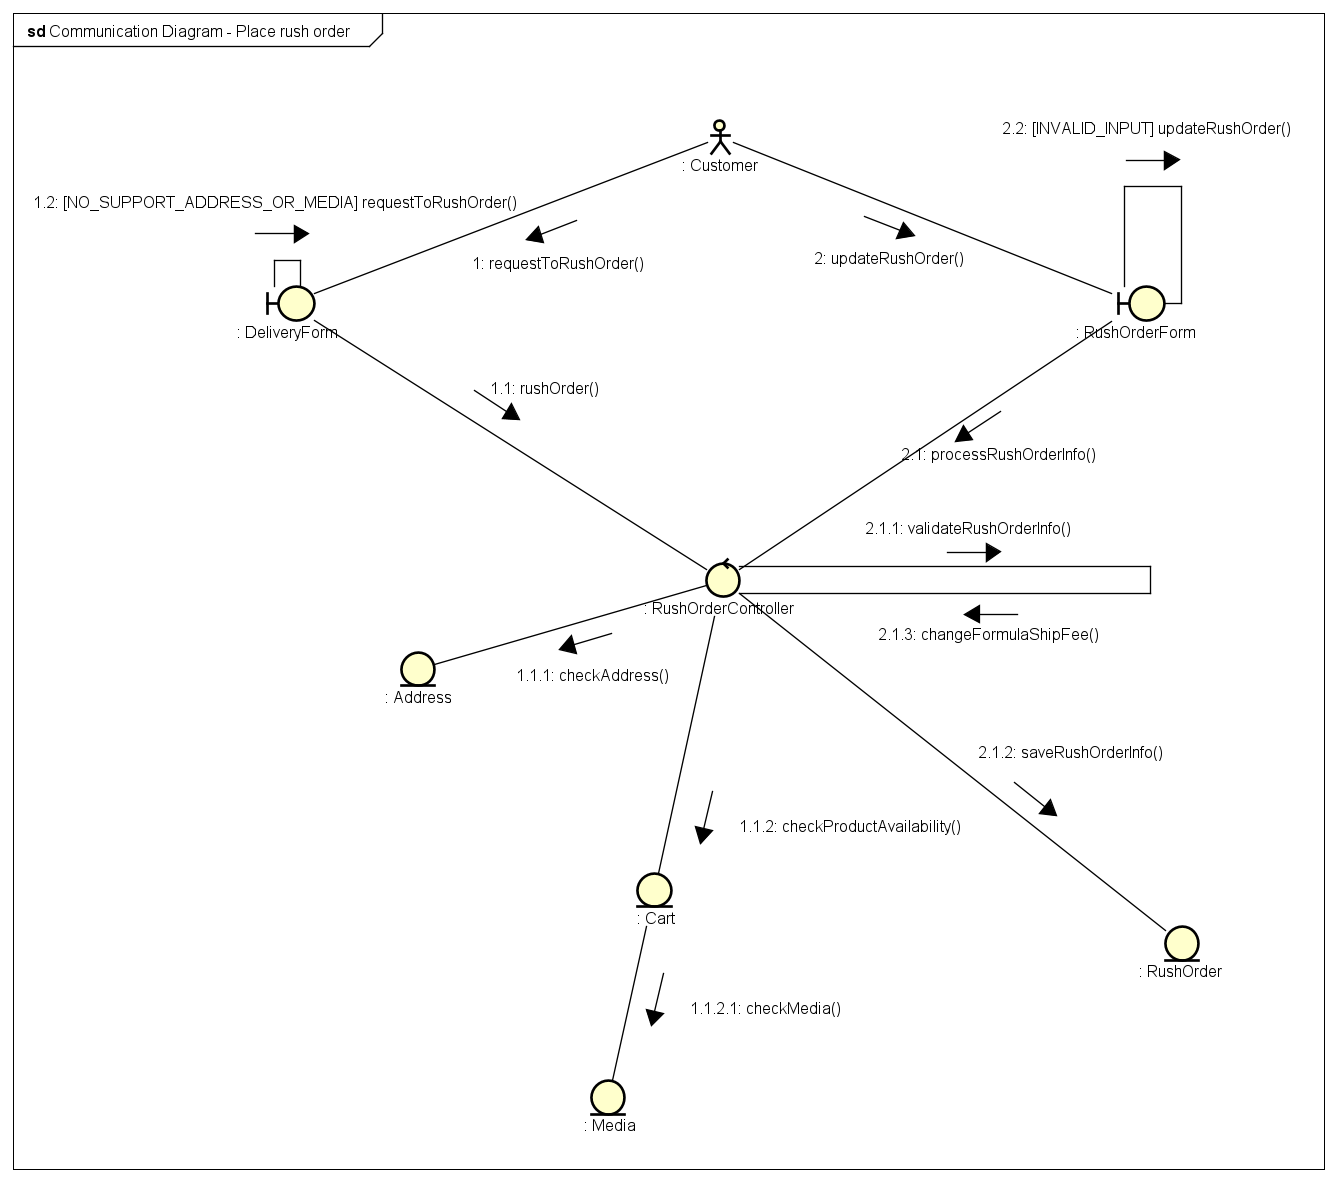 sd Communication Diagram - Place rush order
2.2: [INVALID_INPUT] updateRushOrder()
: Customer
1.2: [NO_SUPPORT_ADDRESS_OR_MEDIA] requestToRushOrder()
1: requestToRushOrder()
2: updateRushOrder()
: DeliveryForm
: RushOrderForm
1.1: rushOrder()
2.1: processRushOrderInfo()
2.1.1: validateRushOrderInfo()
: RushOrderController
2.1.3: changeFormulaShipFee()
1.1.1: checkAddress()
: Address
2.1.2: saveRushOrderInfo()
1.1.2: checkProductAvailability()
: Cart
: RushOrder
1.1.2.1: checkMedia()
: Media